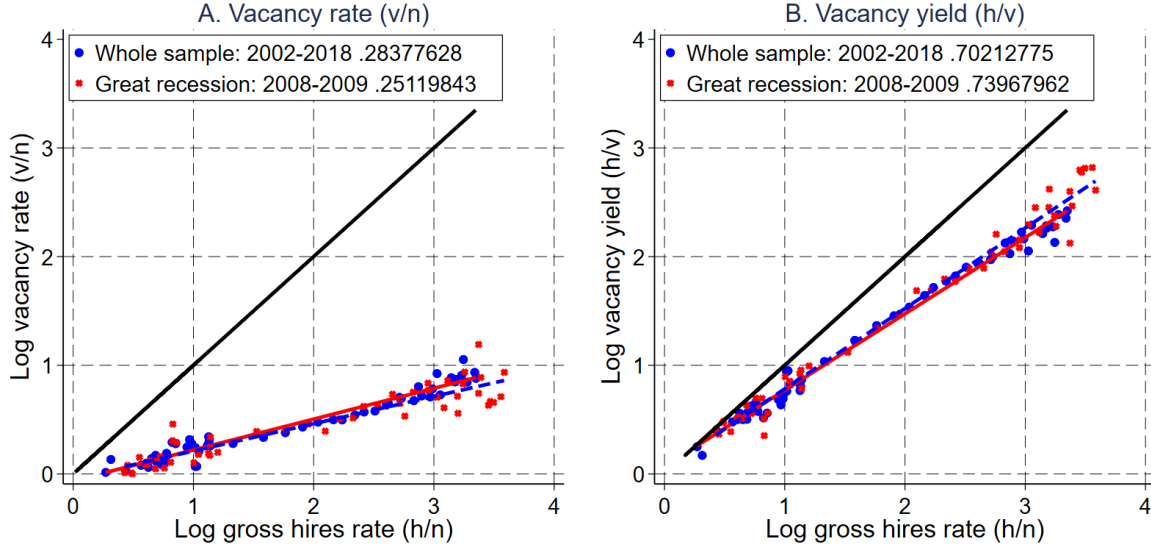 A. Vacancy rate (v/n)
Whole sample: 2002-2018 .28377628
Great recession: 2008-2009 .25119843
Log vacancy rate (v/n)
4
3
2
1
0
0 1 2 3 4
Log gross hires rate (h/n)
B. Vacancy yield (h/v)
Whole sample: 2002-2018 .70212775
Great recession: 2008-2009 .73967962
Log vacancy yield (h/v)
4
3
2
1
0
0 1 2 3 4
Log gross hires rate (h/n)